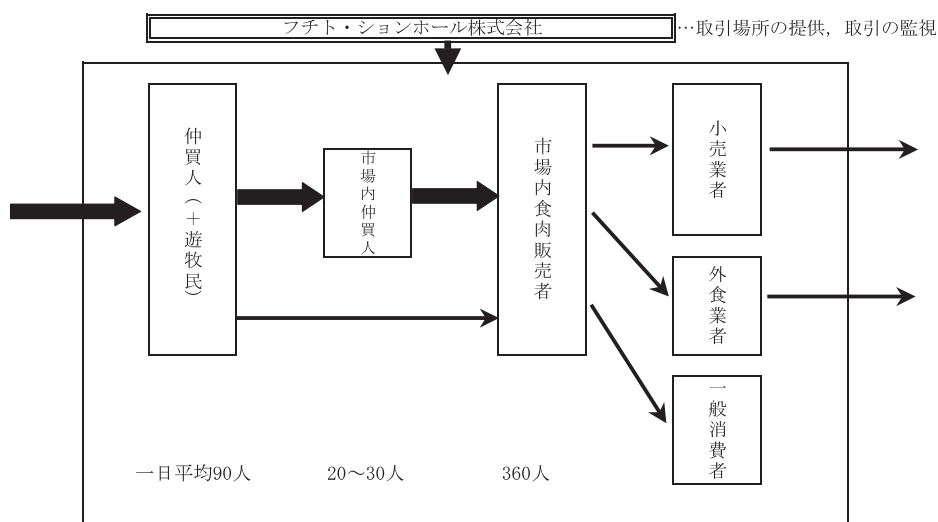 フチト・ションホール株式会社
…取引場所の提供，取引の監視
仲買人（＋遊牧民）
市場内仲買人
市場内食肉販売者
小売業者
外食業者
一般消費者
一日平均90人
20～30人
360人